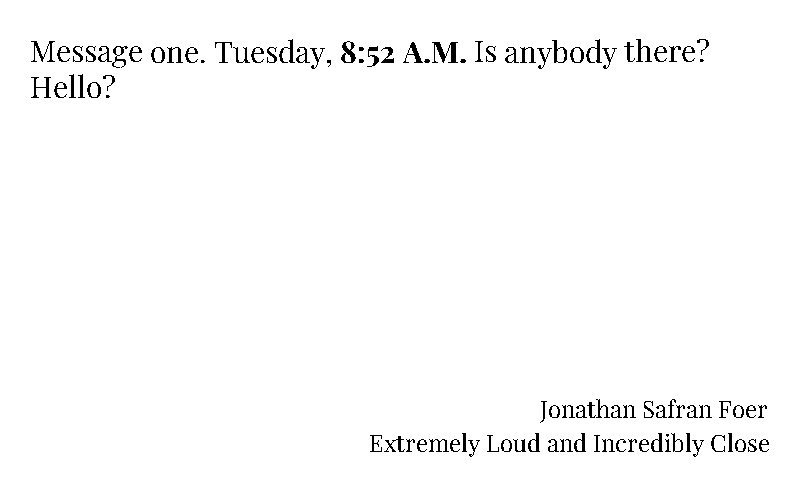 Message one. Tuesday, 8:52 A.M. Is anybody there?
Hello?
Jonathan Safran Foer
Extremely Loud and Incredibly Close